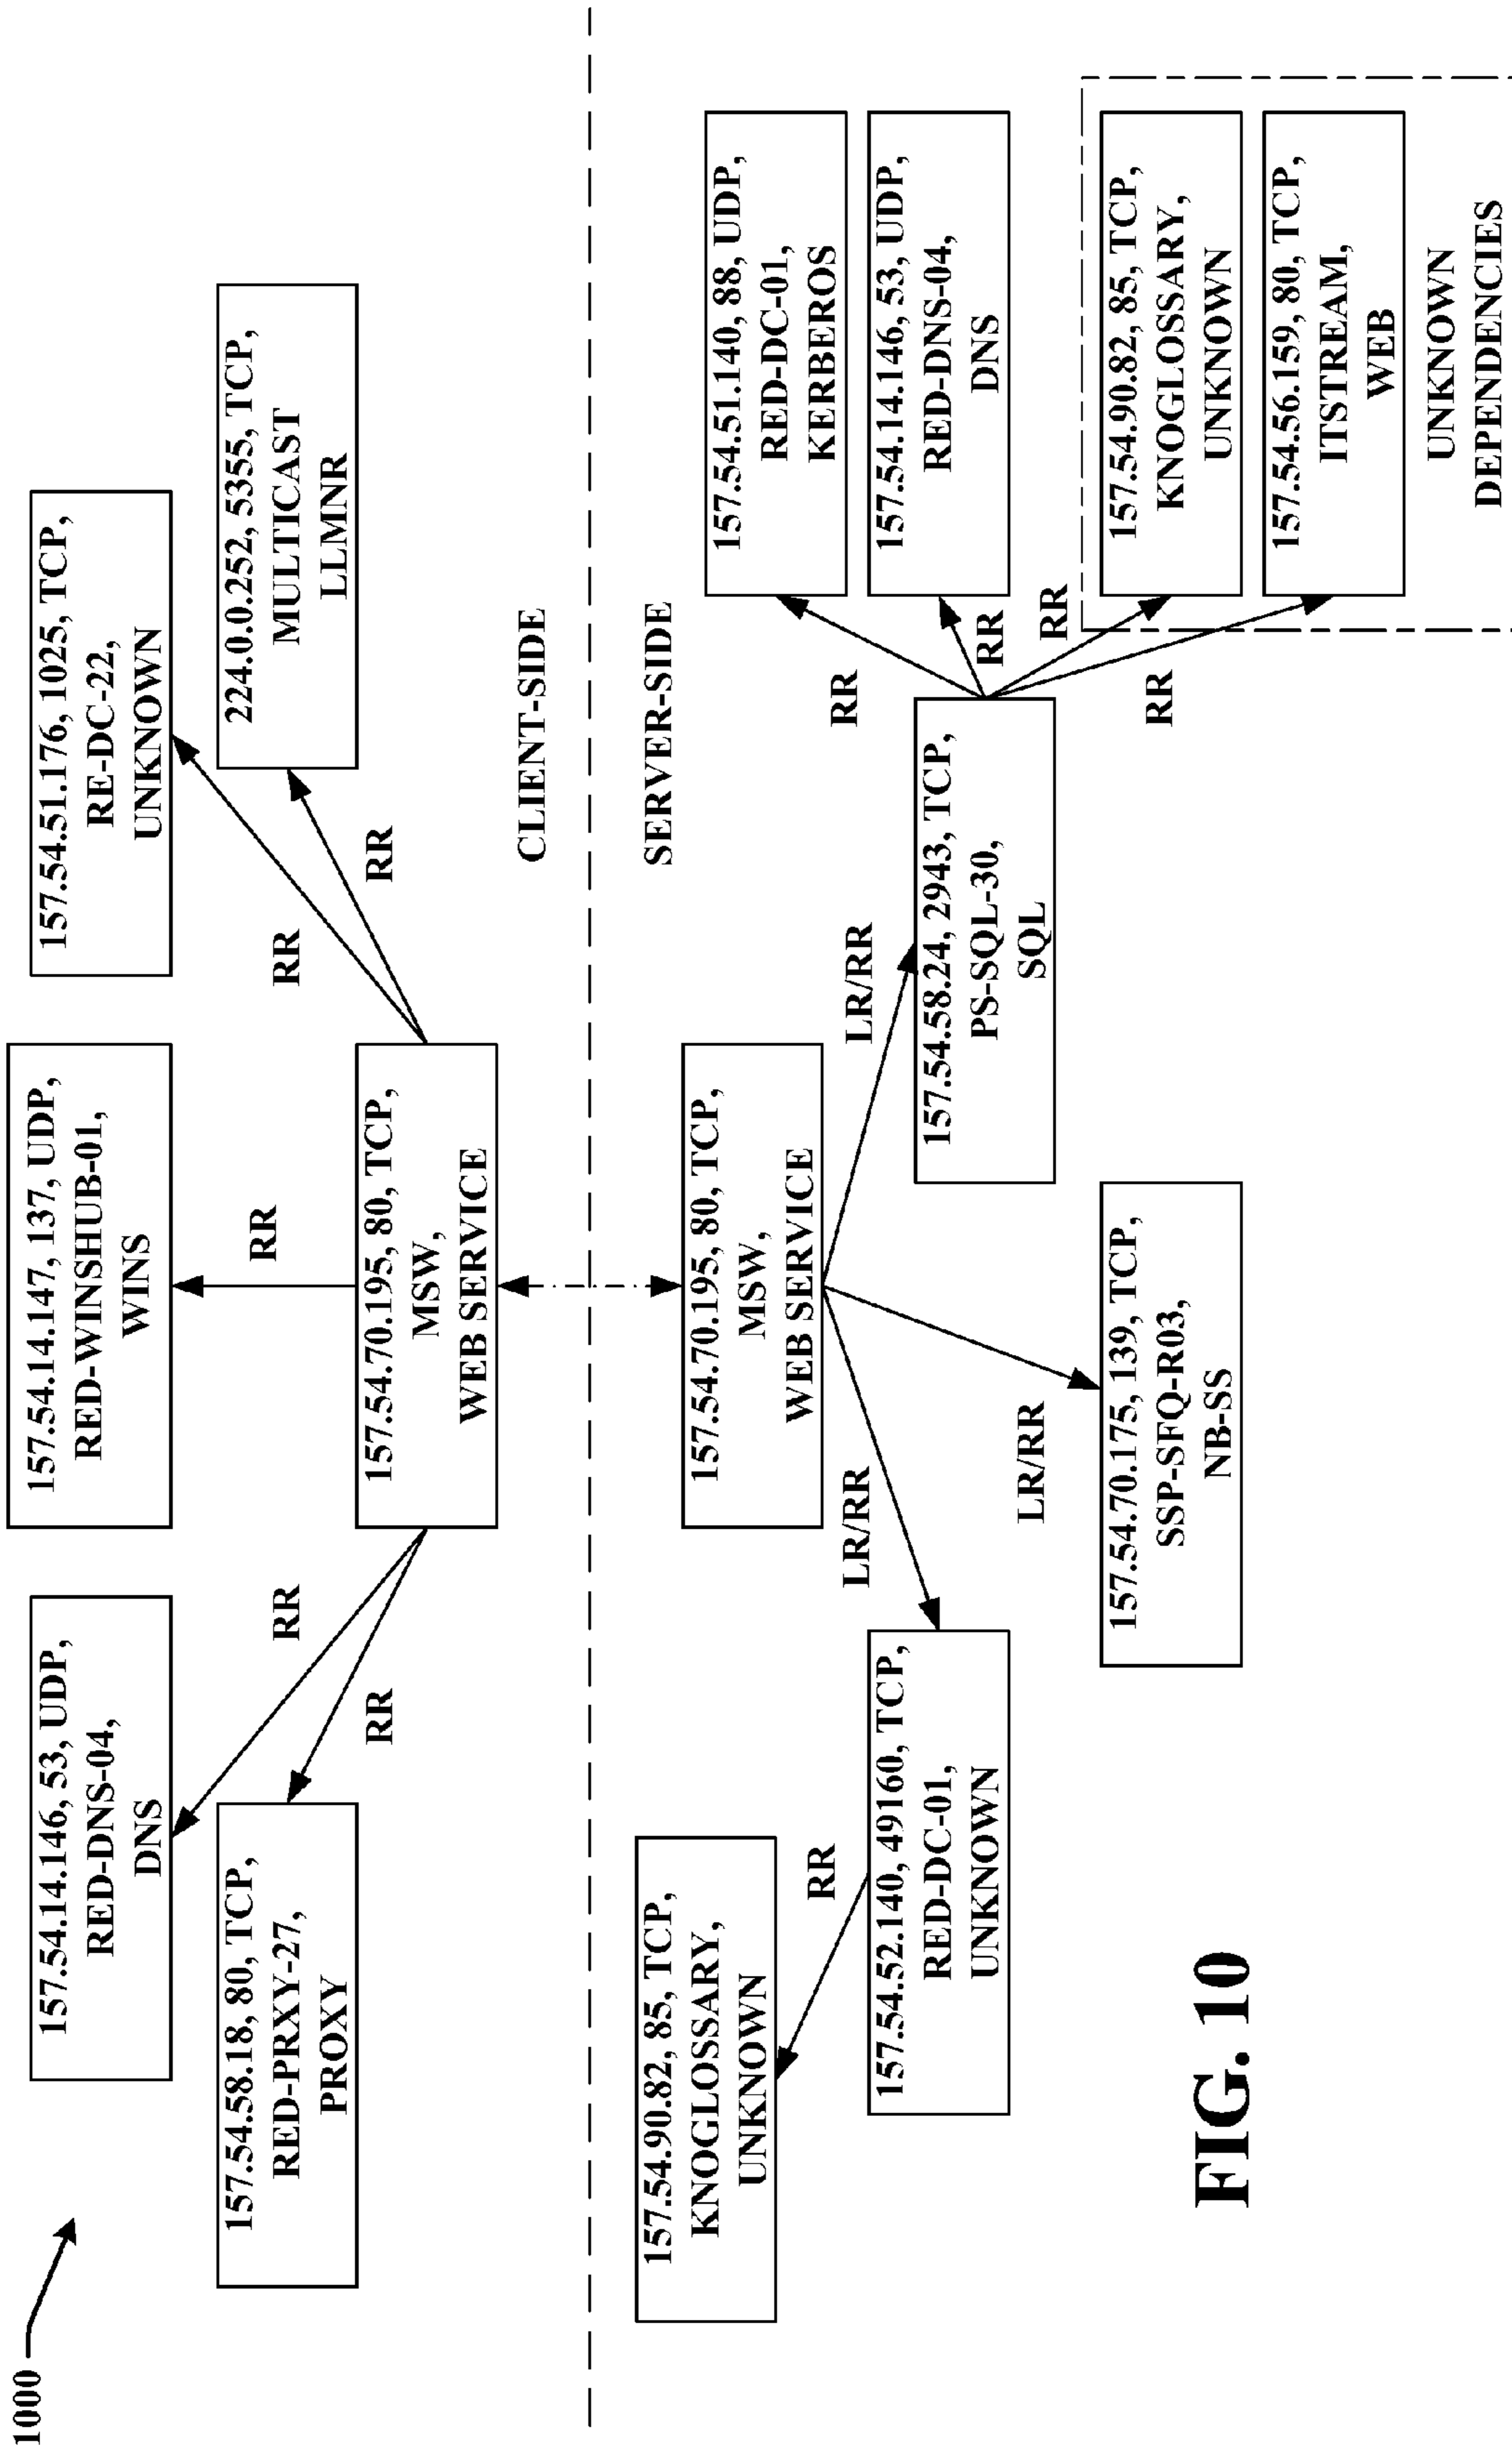 1000
157.54.14.146, 53, UDP,
RED-DNS-04,
DNS
157.54.14.147, 137, UDP,
RED-WINSHUB-01,
WINS
157.54.51.176, 1025, TCP,
RE-DC-22,
UNKNOWN
157.54.58.18, 80, TCP,
RED-PRXY-27,
PROXY
224.0.0.252, 5355, TCP,
MULTICAST
LLMNR
RR
RR
RR
RR
RR
157.54.70.195, 80, TCP,
MSW,
WEB SERVICE
CLIENT-SIDE
SERVER-SIDE
157.54.70.195, 80, TCP,
MSW,
WEB SERVICE
157.54.90.82, 85, TCP,
KNOGLOSSARY,
UNKNOWN
RR
LR/RR
LR/RR
LR/RR
157.54.52.140, 49160, TCP,
RED-DC-01,
UNKNOWN
157.54.70.175, 139, TCP,
SSP-SFQ-R03,
NB-SS
157.54.58.24, 2943, TCP,
PS-SQL-30,
SQL
RR
RR
RR
RR
157.54.51.140, 88, UDP,
RED-DC-01,
KERBEROS
157.54.14.146, 53, UDP,
RED-DNS-04,
DNS
157.54.90.82, 85, TCP,
KNOGLOSSARY,
UNKNOWN
157.54.56.159, 80, TCP,
ITSTREAM,
WEB
UNKNOWN
DEPENDENCIES
FIG. 10